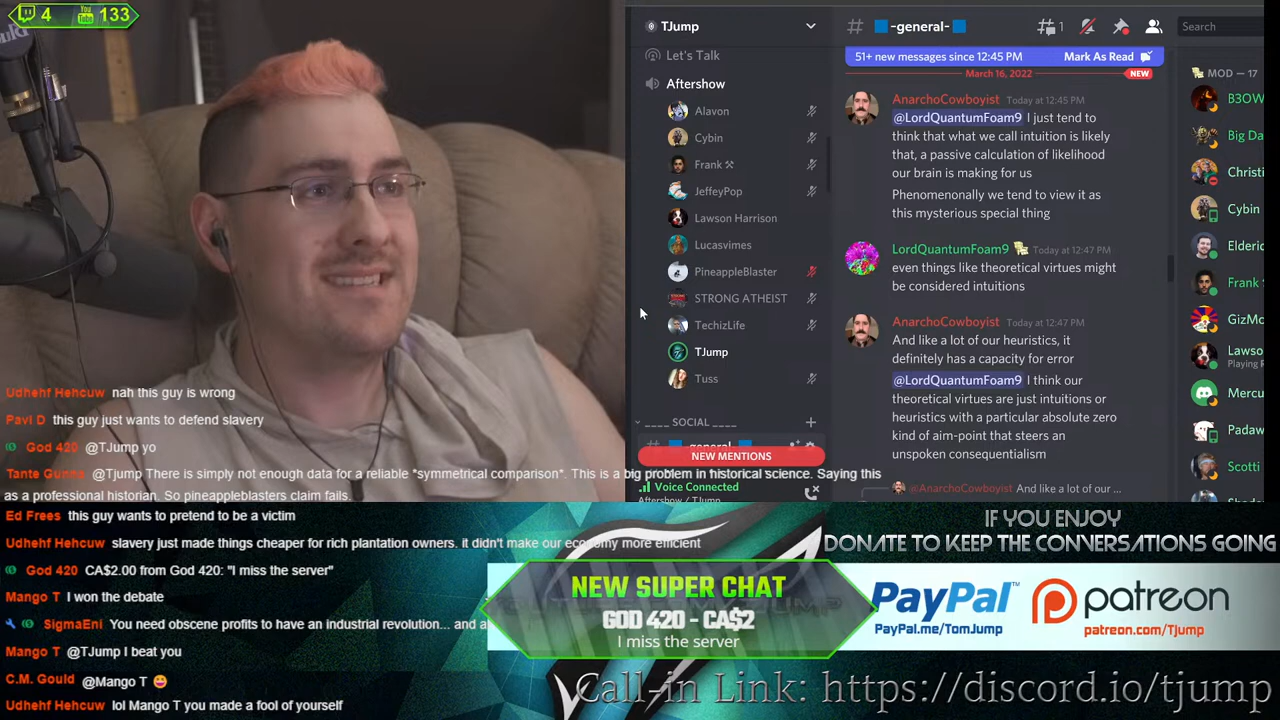 4
You Tube
133
TJump
Let's Talk
Aftershow
Alavon
Cybin
Frank
JeffeyPop
Lawson Harrison
Lucasvimes
PineappleBlaster
STRONG ATHEIST
TechizLife
TJump
Tuss
____ SOCIAL ____
NEW MENTIONS
Voice Connected
Aftershow / TJump
# -general-
1
Search
51+ new messages since 12:45 PM
Mark As Read
March 16, 2022
NEW
AnarchoCowboyist Today at 12:45 PM
@LordQuantumFoam9 I just tend to
think that what we call intuition is likely
that, a passive calculation of likelihood
our brain is making for us
Phenomenonally we tend to view it as
this mysterious special thing
LordQuantumFoam9 Today at 12:47 PM
even things like theoretical virtues might
be considered intuitions
AnarchoCowboyist Today at 12:47 PM
And like a lot of our heuristics, it
definitely has a capacity for error
@LordQuantumFoam9 I think our
theoretical virtues are just intuitions or
heuristics with a particular absolute zero
kind of aim-point that steers an
unspoken consequentialism
@AnarchoCowboyist And like a lot of our ...
MOD — 17
B3OW
Big Da
Christi
Cybin
Elderic
Frank
GizMo
Lawso
Playing
Mercu
Padaw
Scotti
Udhehf Hehcuw nah this guy is wrong
Pavl D this guy just wants to defend slavery
God 420 @TJump yo
Tante Gunna @Tjump There is simply not enough data for a reliable "symmetrical comparison". This is a big problem in historical science. Saying this
as a professional historian. So pineappleblasters claim fails.
Ed Frees this guy wants to pretend to be a victim
Udhehf Hehcuw slavery just made things cheaper for rich plantation owners. it didn't make our economy more efficient
God 420 CA$2.00 from God 420: "I miss the server"
Mango T I won the debate
SigmaEni You need obscene profits to have an industrial revolution... and a
Mango T @TJump I beat you
C.M. Gould @Mango T
Udhehf Hehcuw lol Mango T you made a fool of yourself
NEW SUPER CHAT
GOD 420 - CA$2
I miss the server
IF YOU ENJOY
DONATE TO KEEP THE CONVERSATIONS GOING
PayPal™
PayPal.me/TomJump
patreon
patreon.com/Tjump
Call-in Link: https://discord.io/tjump